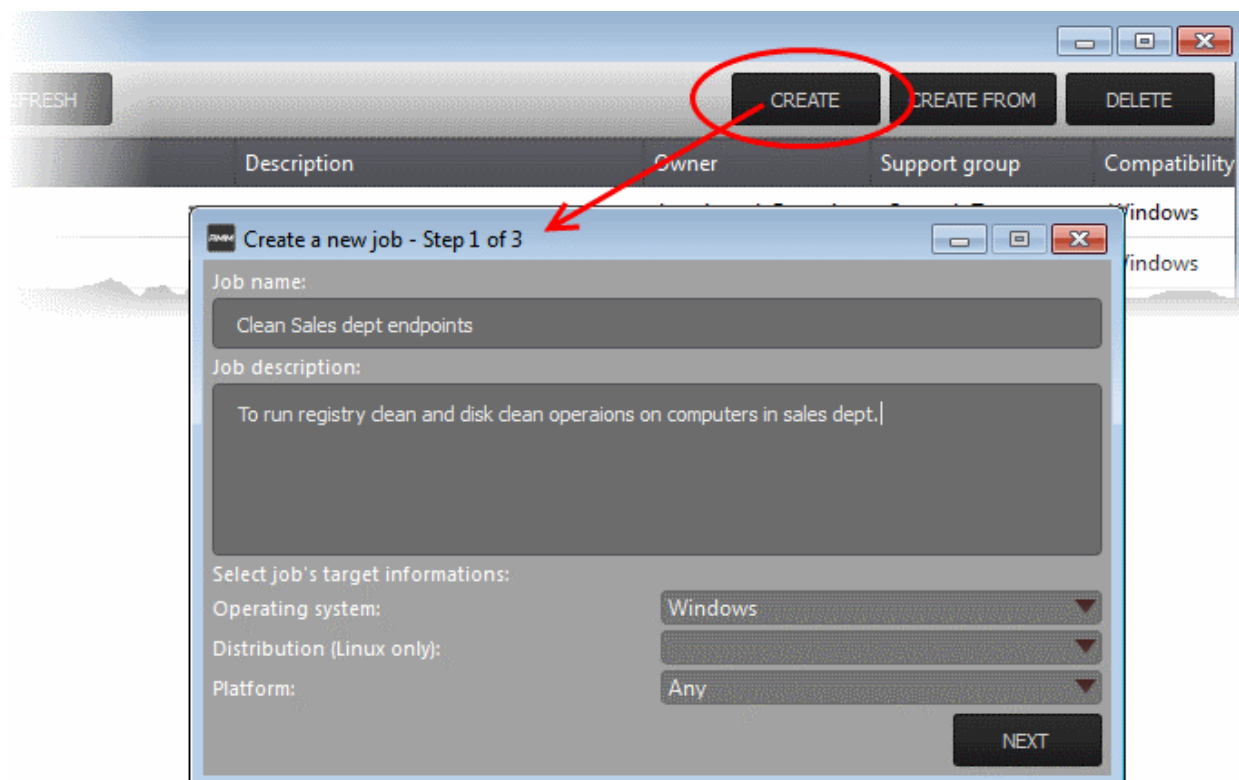 EFRESH
CREATE
CREATE FROM
DELETE
Description
Owner
Support group
Compatibility
Windows
RMM
Create a new job - Step 1 of 3
Windows
Job name:
Clean Sales dept endpoints
Job description:
To run registry clean and disk clean operaions on computers in sales dept.
Select job's target informations:
Operating system:
Windows
Distribution (Linux only):
Platform:
Any
NEXT